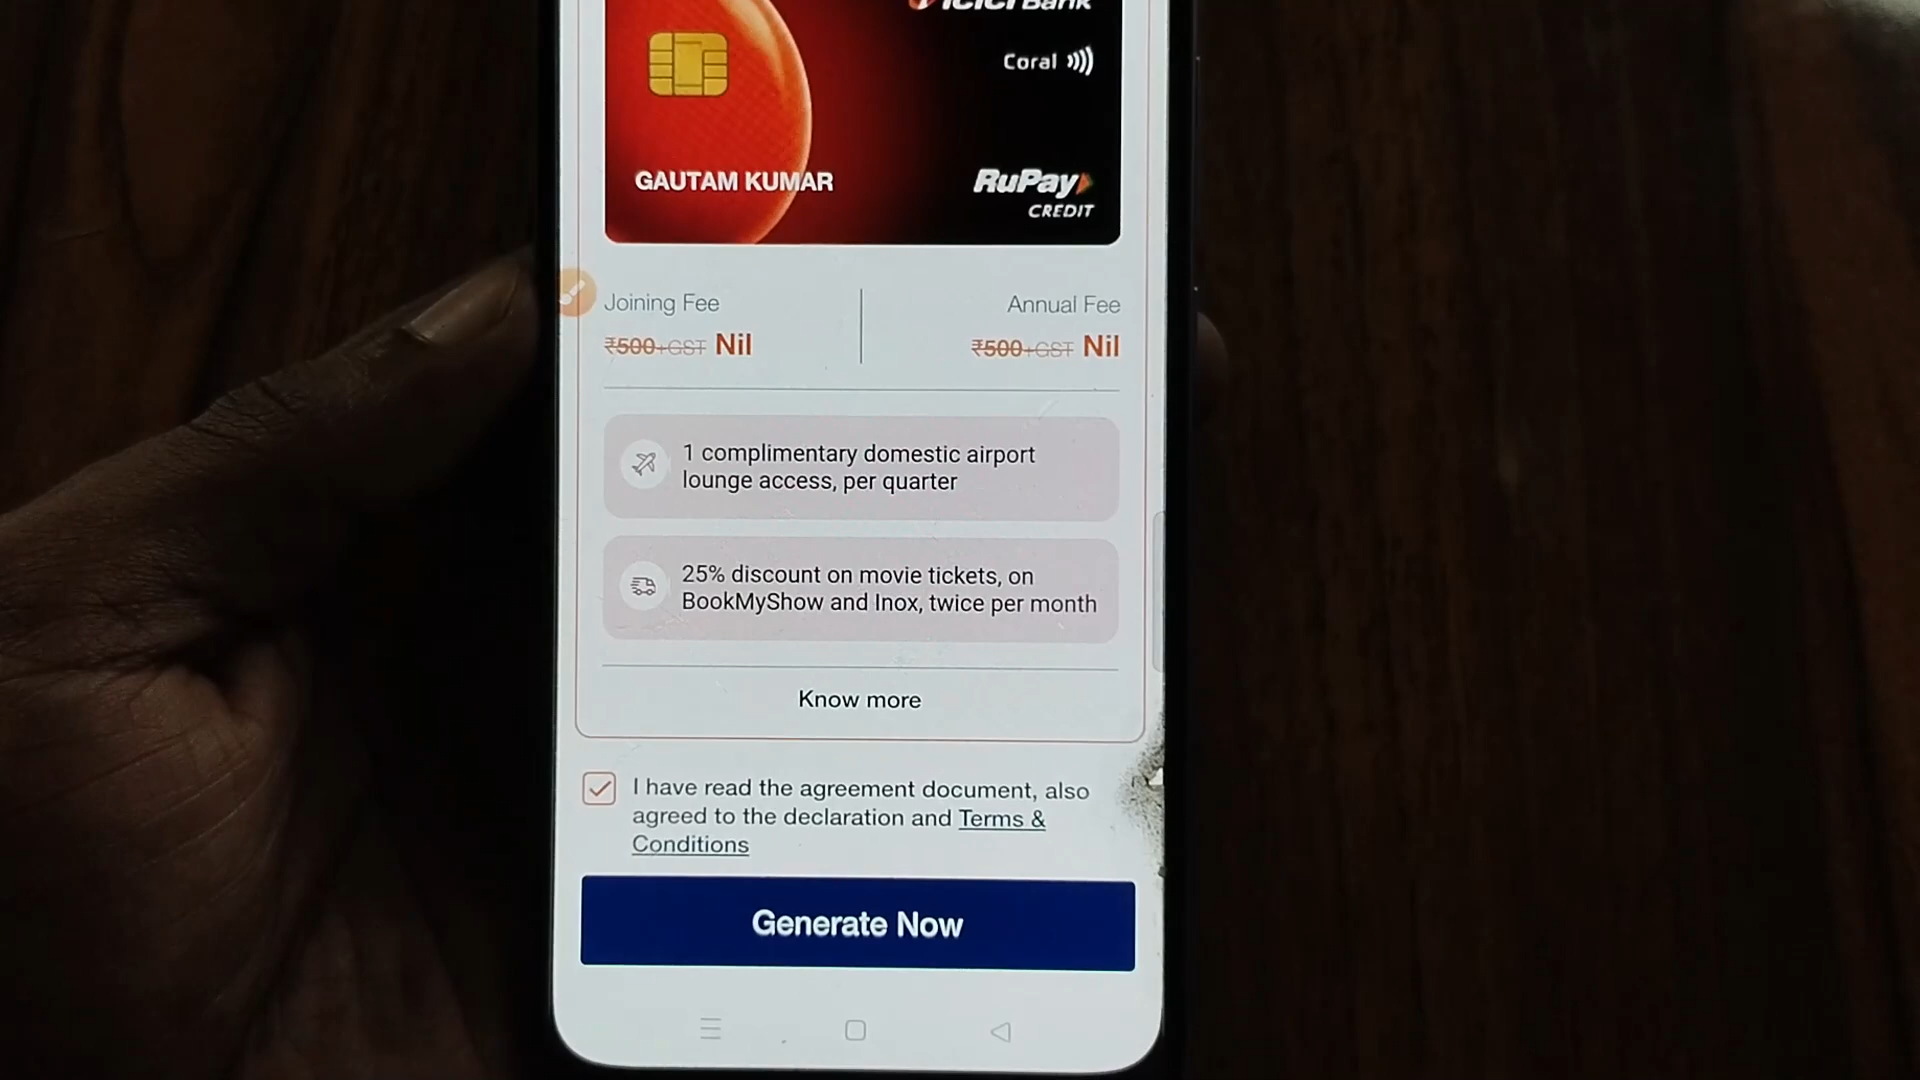 ICICI Bank
Coral
GAUTAM KUMAR
RuPay
CREDIT
Joining Fee
₹500+GST Nil
Annual Fee
₹500+GST Nil
1 complimentary domestic airport
lounge access, per quarter
25% discount on movie tickets, on
BookMyShow and Inox, twice per month
Know more
I have read the agreement document, also
agreed to the declaration and Terms &
Conditions
Generate Now